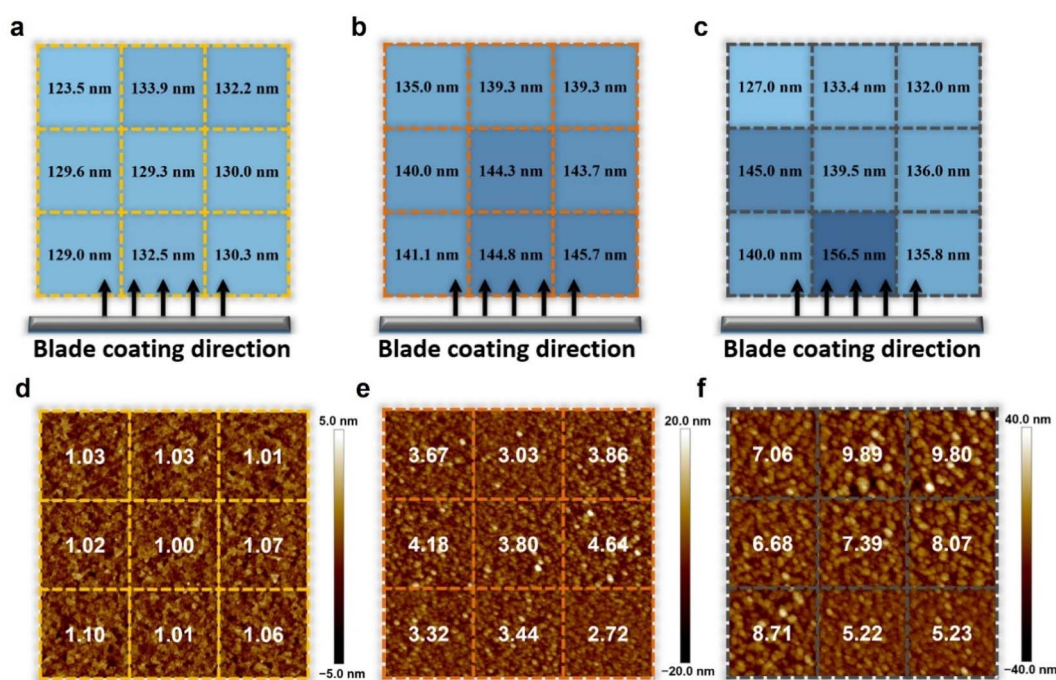 a b c
123.5 nm 133.9 nm 132.2 nm
129.6 nm 129.3 nm 130.0 nm
129.0 nm 132.5 nm 130.3 nm
Blade coating direction
135.0 nm 139.3 nm 139.3 nm
140.0 nm 144.3 nm 143.7 nm
141.1 nm 144.8 nm 145.7 nm
Blade coating direction
127.0 nm 133.4 nm 132.0 nm
145.0 nm 139.5 nm 136.0 nm
140.0 nm 156.5 nm 135.8 nm
Blade coating direction
d e f
5.0 nm
1.03 1.03 1.01
1.02 1.00 1.07
1.10 1.01 1.06
−5.0 nm
20.0 nm
3.67 3.03 3.86
4.18 3.80 4.64
3.32 3.44 2.72
−20.0 nm
40.0 nm
7.06 9.89 9.80
6.68 7.39 8.07
8.71 5.22 5.23
−40.0 nm